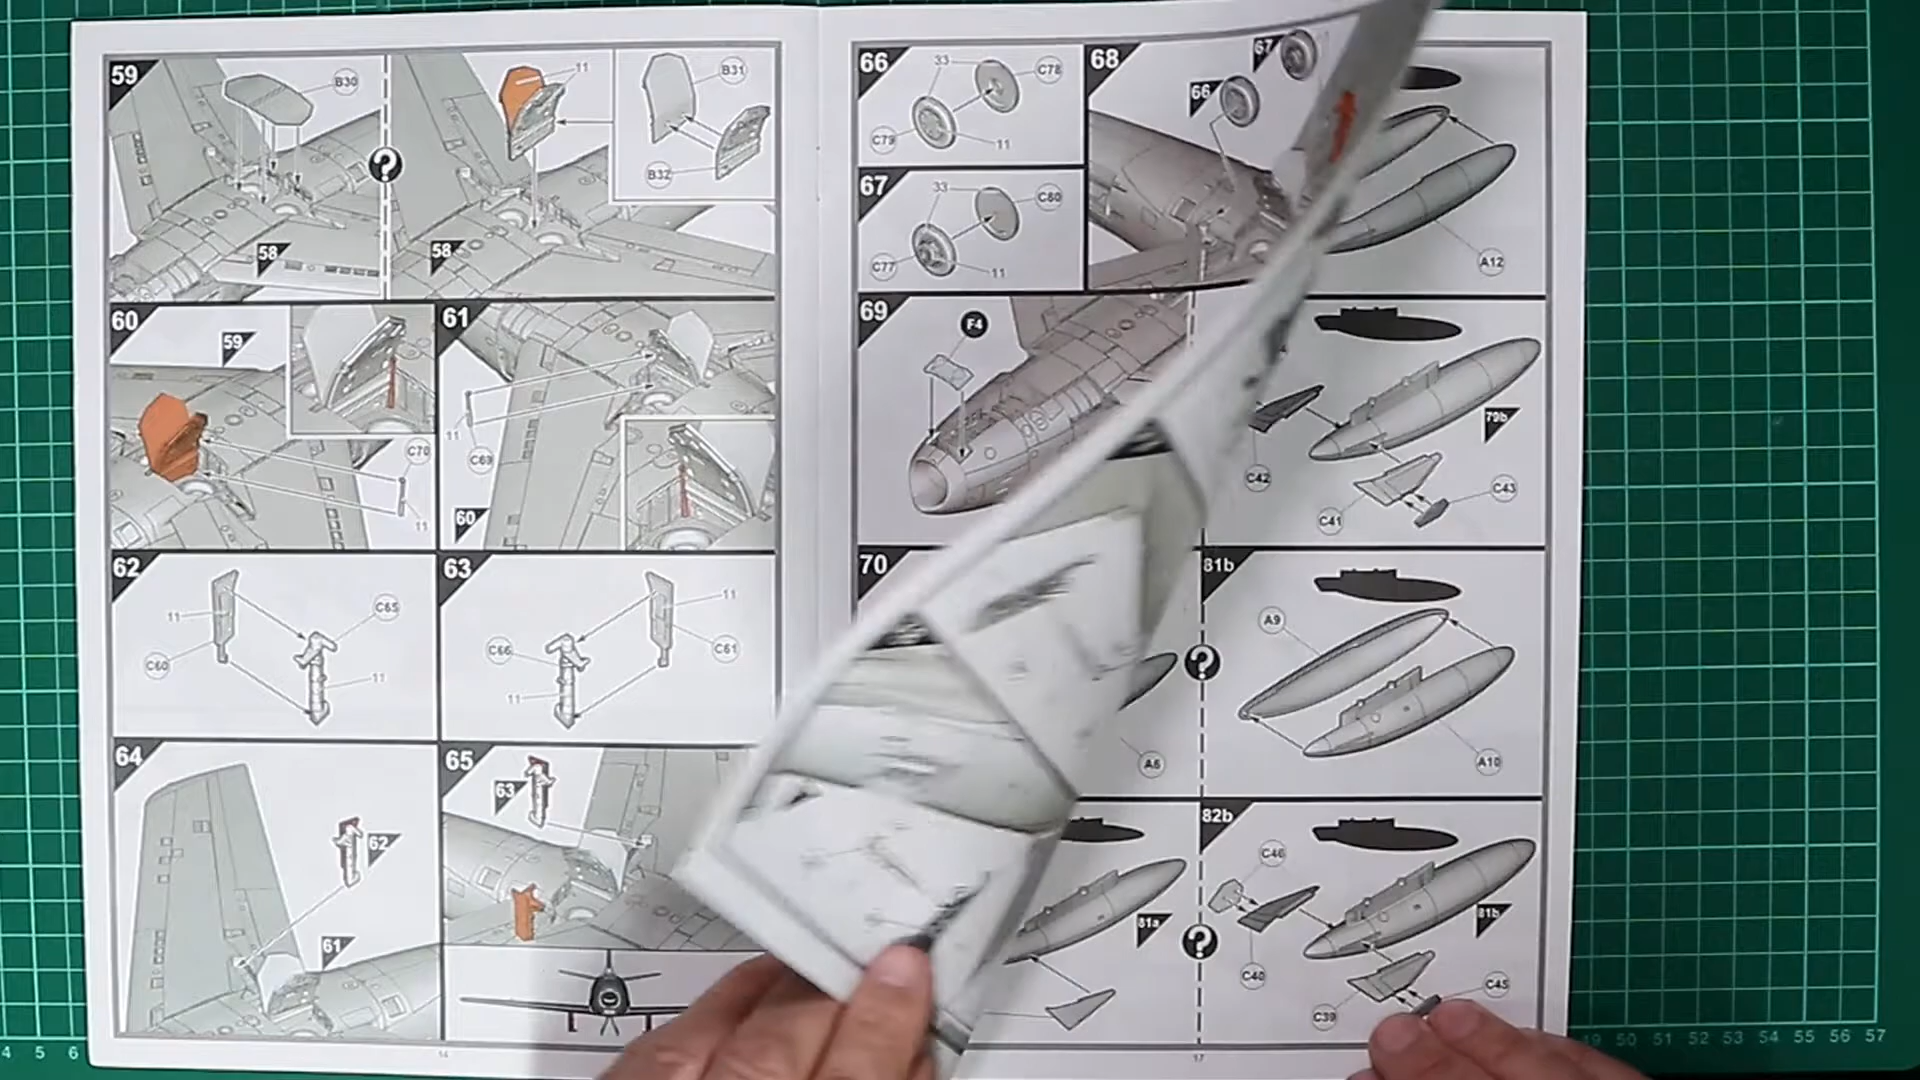 59
B30
11
B31
B32
58
58
60
59
C70
11
61
11
C69
60
62
11
C65
C60
11
63
11
C66
C61
11
64
62
61
65
63
66
33
C78
C79
11
67
33
C80
C77
11
68
67
66
A12
69
F4
79b
C42
C43
C41
70
81b
A9
A10
82b
C46
81a
81b
C40
C45
C39
17
4 5 6
50 51 52 53 54 55 56 57